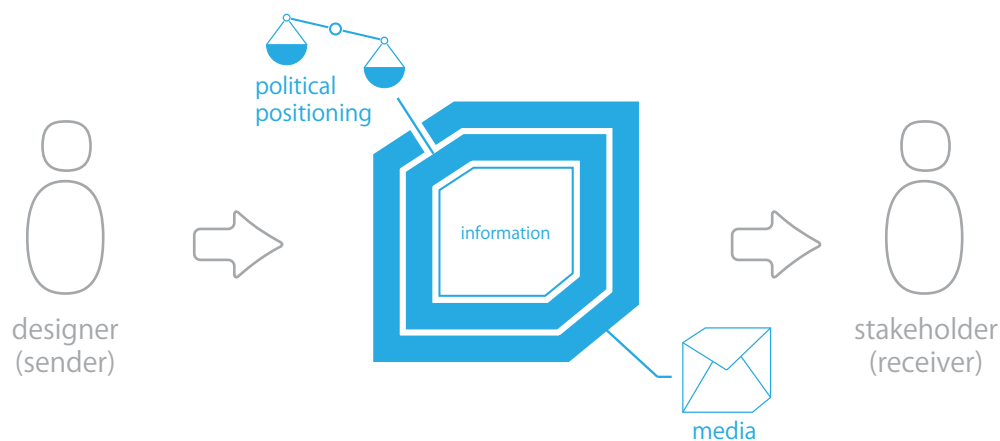 political
positioning
information
designer
(sender)
stakeholder
(receiver)
media